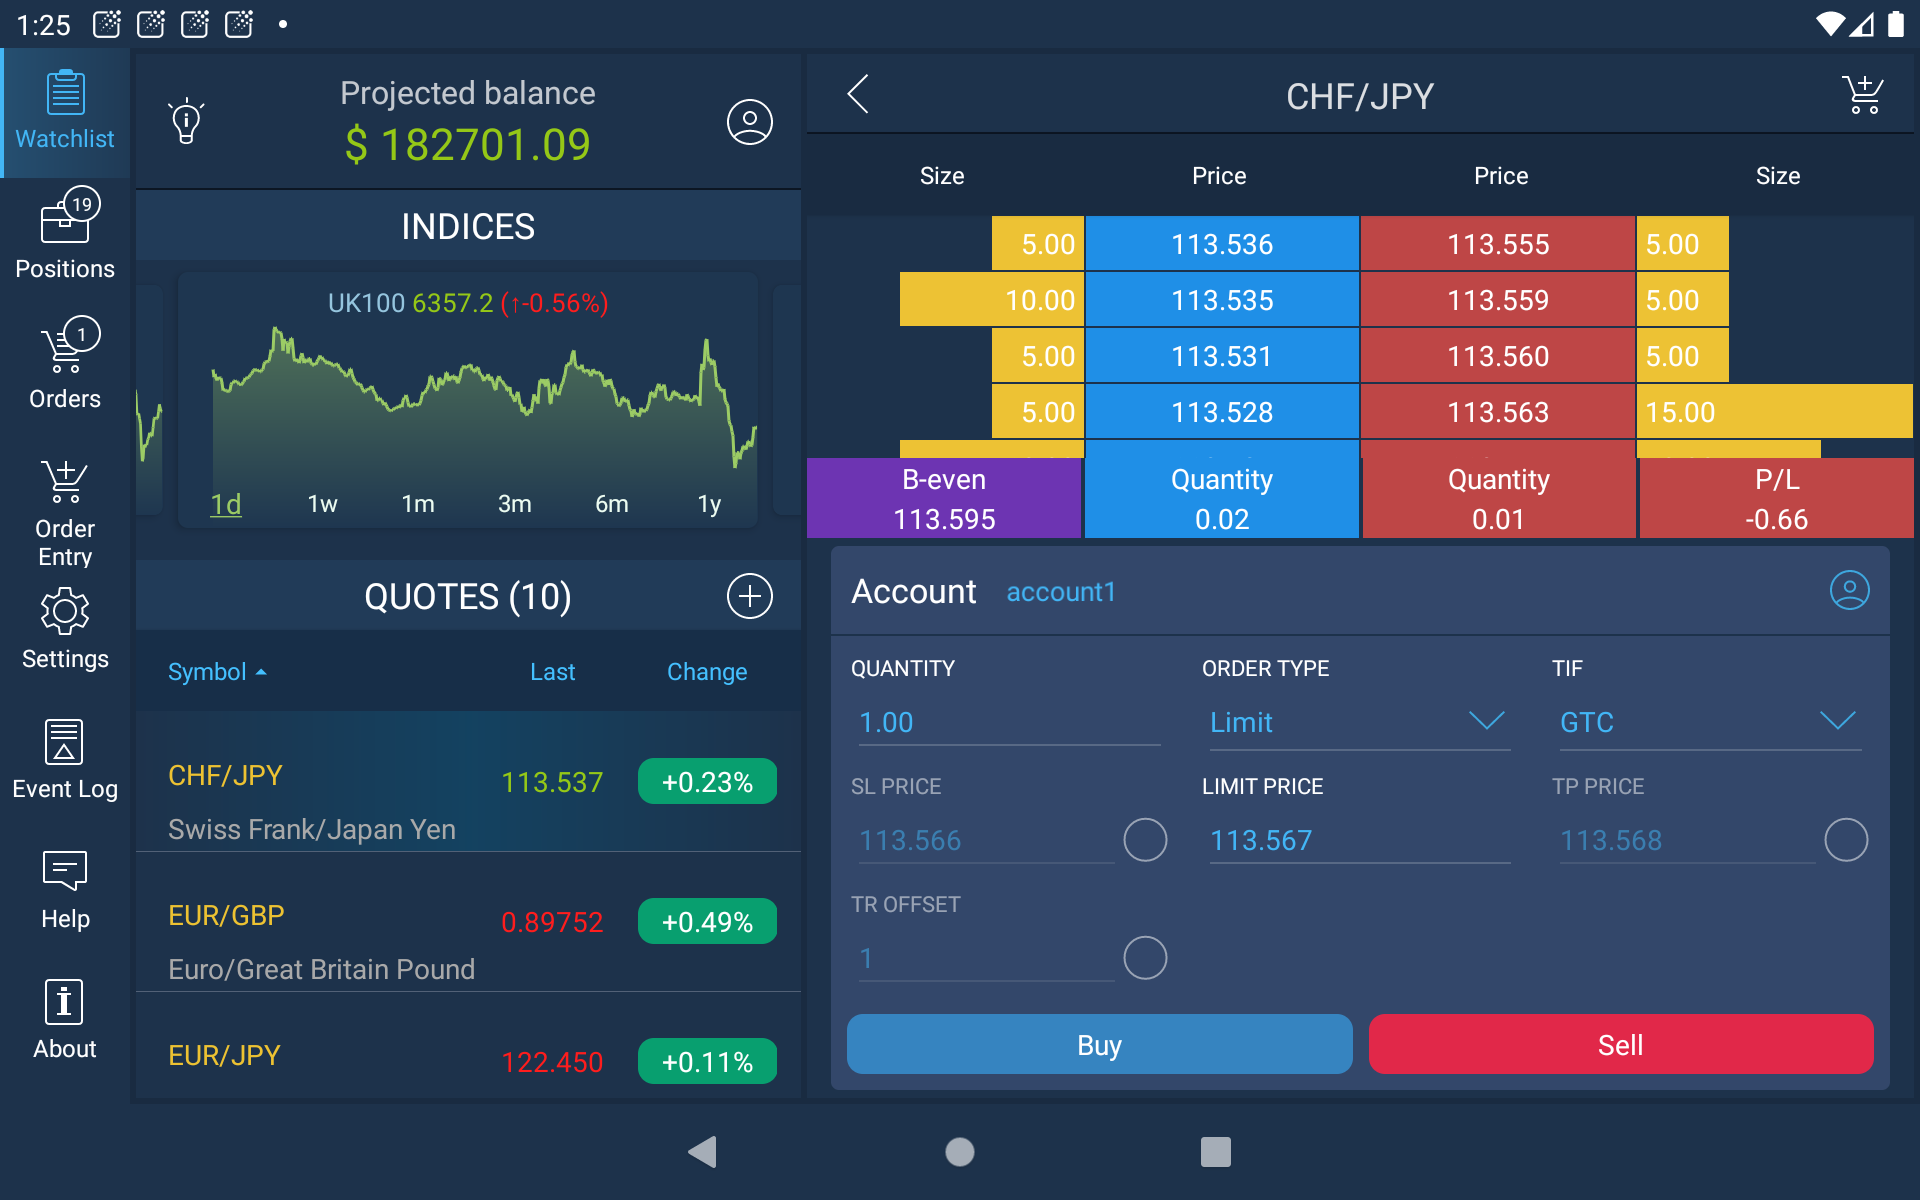 1:25
Watchlist
19
Positions
1
Orders
Order
Entry
Settings
Event Log
Help
About
Projected balance
$ 182701.09
INDICES
UK100 6357.2 (↑-0.56%)
1d 1w 1m 3m 6m 1y
QUOTES (10)
Symbol Last Change
CHF/JPY 113.537 +0.23%
Swiss Frank/Japan Yen
EUR/GBP 0.89752 +0.49%
Euro/Great Britain Pound
EUR/JPY 122.450 +0.11%
CHF/JPY
Size Price Price Size
5.00 113.536 113.555 5.00
10.00 113.535 113.559 5.00
5.00 113.531 113.560 5.00
5.00 113.528 113.563 15.00
B-even Quantity Quantity P/L
113.595 0.02 0.01 -0.66
Account account1
QUANTITY ORDER TYPE TIF
1.00 Limit GTC
SL PRICE LIMIT PRICE TP PRICE
113.566 113.567 113.568
TR OFFSET
1
Buy Sell